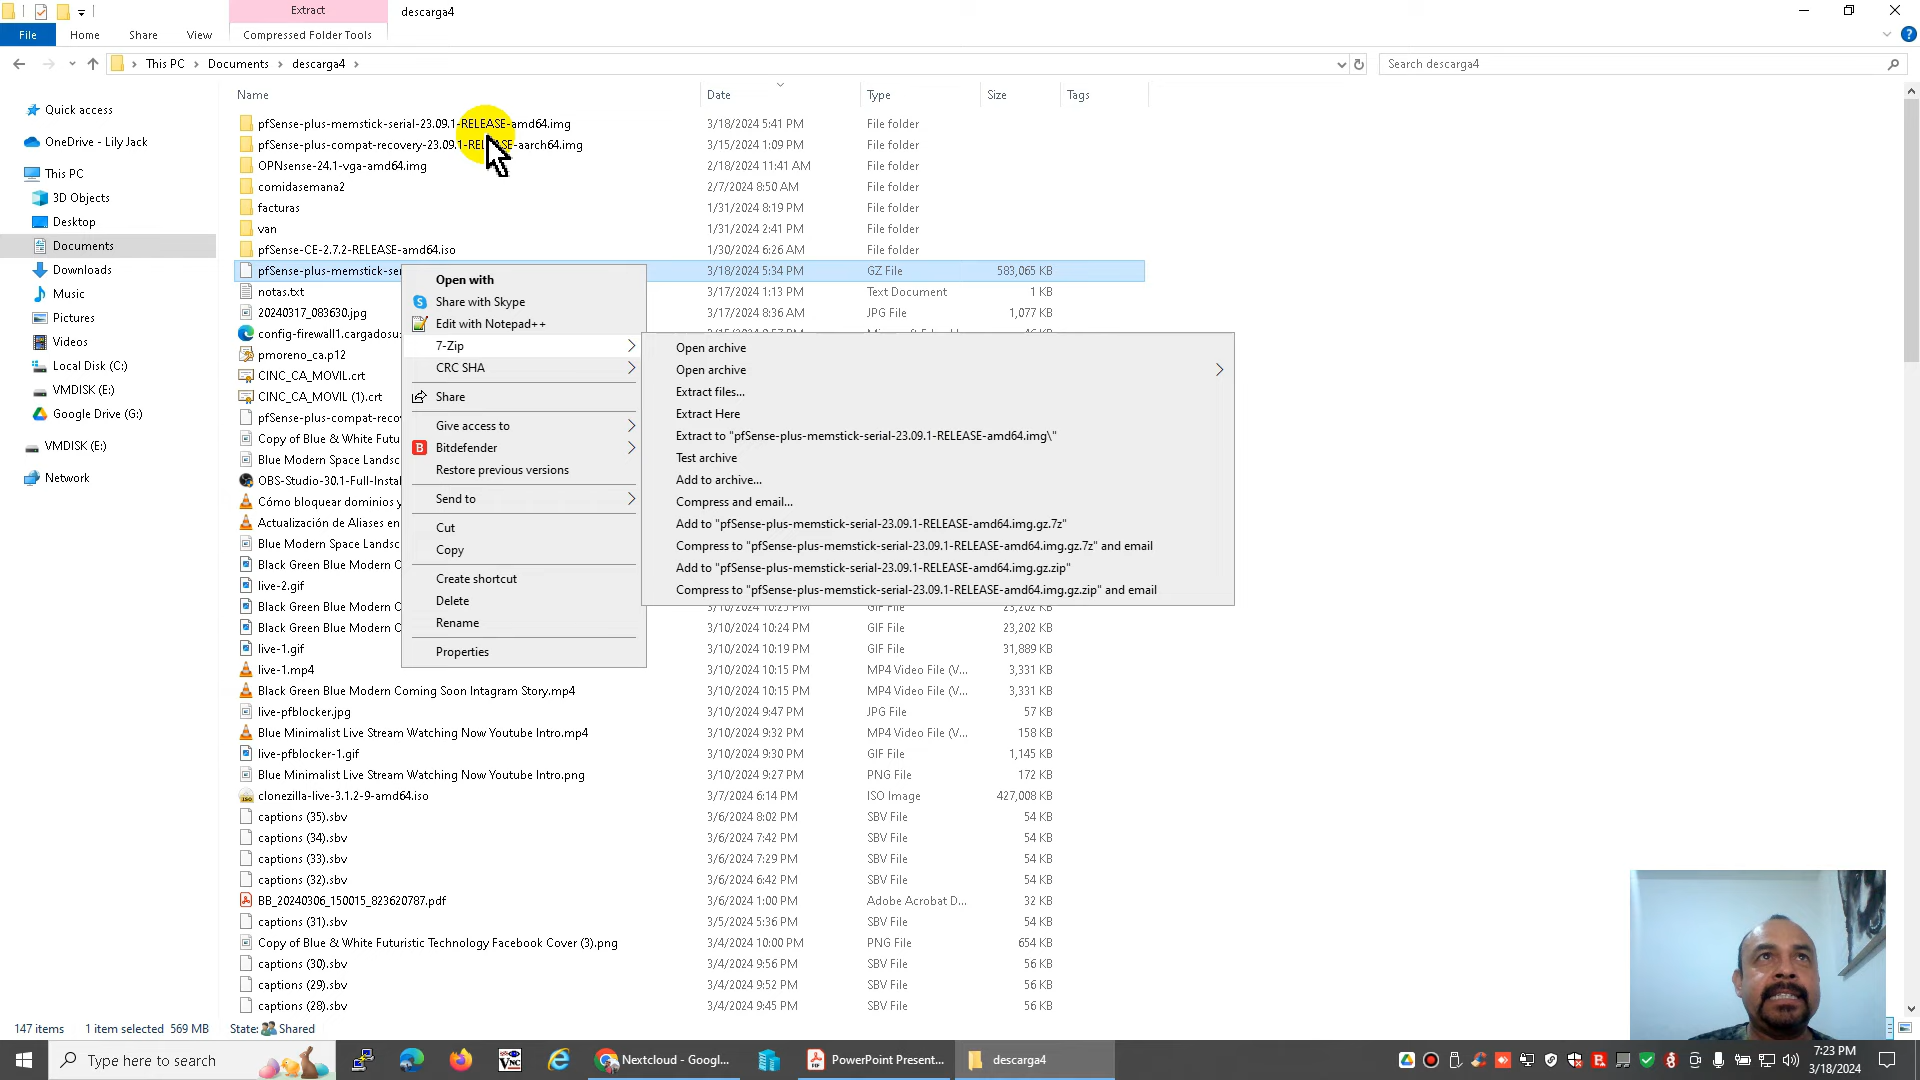 Extract
descarga4
File
Home
Share
View
Compressed Folder Tools
This PC
Documents
descarga4
Search descarga4
Name
Date
Type
Size
Tags
Quick access
OneDrive - Lily Jack
This PC
3D Objects
Desktop
Documents
Downloads
Music
Pictures
Videos
Local Disk (C:)
VMDISK (E:)
Google Drive (G:)
VMDISK (E:)
Network
pfSense-plus-memstick-serial-23.09.1-RELEASE-amd64.img 3/18/2024 5:41 PM File folder
pfSense-plus-compat-recovery-23.09.1-RELEASE-aarch64.img 3/15/2024 1:09 PM File folder
OPNsense-24.1-vga-amd64.img 2/18/2024 11:41 AM File folder
comidasemana2 2/7/2024 8:50 AM File folder
facturas 1/31/2024 8:19 PM File folder
van 1/31/2024 2:41 PM File folder
pfSense-CE-2.7.2-RELEASE-amd64.iso 1/30/2024 6:26 AM File folder
pfSense-plus-memstick-ser 3/18/2024 5:34 PM GZ File 583,065 KB
notas.txt 3/17/2024 1:13 PM Text Document 1 KB
20240317_083630.jpg 3/17/2024 8:36 AM JPG File 1,077 KB
config-firewall1.cargadosu
pmoreno_ca.p12
CINC_CA_MOVIL.crt
CINC_CA_MOVIL (1).crt
pfSense-plus-compat-recov
Copy of Blue & White Futu
Blue Modern Space Landsc
OBS-Studio-30.1-Full-Instal
Cómo bloquear dominios y
Actualización de Aliases en
Blue Modern Space Landsc
Black Green Blue Modern C
live-2.gif
Black Green Blue Modern C 3/10/2024 10:25 PM GIF File 23,202 KB
Black Green Blue Modern C 3/10/2024 10:24 PM GIF File 23,202 KB
live-1.gif 3/10/2024 10:19 PM GIF File 31,889 KB
live-1.mp4 3/10/2024 10:15 PM MP4 Video File (V... 3,331 KB
Black Green Blue Modern Coming Soon Intagram Story.mp4 3/10/2024 10:15 PM MP4 Video File (V... 3,331 KB
live-pfblocker.jpg 3/10/2024 9:47 PM JPG File 57 KB
Blue Minimalist Live Stream Watching Now Youtube Intro.mp4 3/10/2024 9:32 PM MP4 Video File (V... 158 KB
live-pfblocker-1.gif 3/10/2024 9:30 PM GIF File 1,145 KB
Blue Minimalist Live Stream Watching Now Youtube Intro.png 3/10/2024 9:27 PM PNG File 172 KB
clonezilla-live-3.1.2-9-amd64.iso 3/7/2024 6:14 PM ISO Image 427,008 KB
captions (35).sbv 3/6/2024 8:02 PM SBV File 54 KB
captions (34).sbv 3/6/2024 7:42 PM SBV File 54 KB
captions (33).sbv 3/6/2024 7:29 PM SBV File 54 KB
captions (32).sbv 3/6/2024 6:42 PM SBV File 54 KB
BB_20240306_150015_823620787.pdf 3/6/2024 1:00 PM Adobe Acrobat D... 32 KB
captions (31).sbv 3/5/2024 5:36 PM SBV File 54 KB
Copy of Blue & White Futuristic Technology Facebook Cover (3).png 3/4/2024 10:00 PM PNG File 654 KB
captions (30).sbv 3/4/2024 9:56 PM SBV File 56 KB
captions (29).sbv 3/4/2024 9:52 PM SBV File 56 KB
captions (28).sbv 3/4/2024 9:45 PM SBV File 56 KB
Open with
Share with Skype
Edit with Notepad++
7-Zip
CRC SHA
Share
Give access to
Bitdefender
Restore previous versions
Send to
Cut
Copy
Create shortcut
Delete
Rename
Properties
Open archive
Open archive
Extract files...
Extract Here
Extract to "pfSense-plus-memstick-serial-23.09.1-RELEASE-amd64.img\"
Test archive
Add to archive...
Compress and email...
Add to "pfSense-plus-memstick-serial-23.09.1-RELEASE-amd64.img.gz.7z"
Compress to "pfSense-plus-memstick-serial-23.09.1-RELEASE-amd64.img.gz.7z" and email
Add to "pfSense-plus-memstick-serial-23.09.1-RELEASE-amd64.img.gz.zip"
Compress to "pfSense-plus-memstick-serial-23.09.1-RELEASE-amd64.img.gz.zip" and email
147 items
1 item selected 569 MB
State: Shared
Type here to search
Nextcloud - Googl...
PowerPoint Present...
descarga4
7:23 PM
3/18/2024